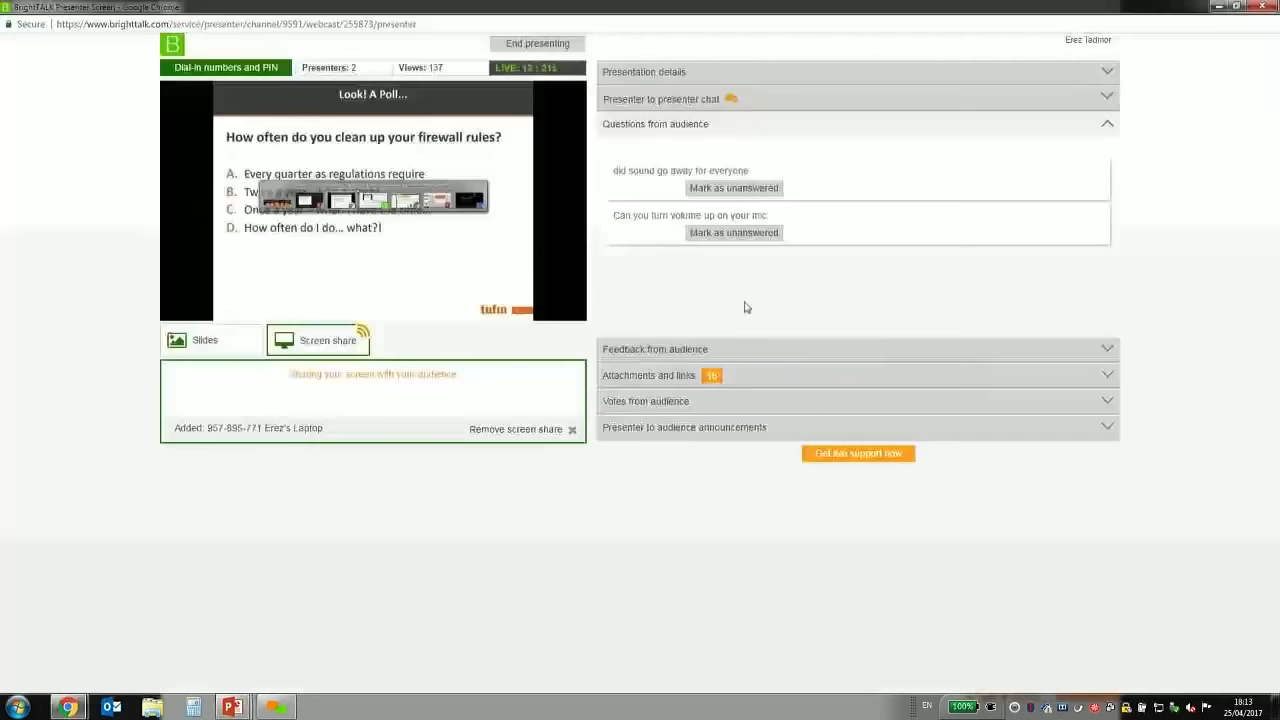 BrightTALK Presenter Screen - Google Chrome
Secure https://www.brighttalk.com/service/presenter/channel/9591/webcast/255873/presenter
B
End presenting
Erez Tadmor
Dial-in numbers and PIN
Presenters: 2
Views: 137
LIVE: 13 : 21s
Look! A Poll...
How often do you clean up your firewall rules?
A. Every quarter as regulations require
B.
C.
D. How often do I do... what?!
tufin
Slides
Screen share
Sharing your screen with your audience
Added: 957-895-771 Erez's Laptop
Remove screen share
Presentation details
Presenter to presenter chat
Questions from audience
did sound go away for everyone
Mark as unanswered
Can you turn volume up on your mic
Mark as unanswered
Feedback from audience
Attachments and links 16
Votes from audience
Presenter to audience announcements
Get live support now
EN
100%
18:13
25/04/2017